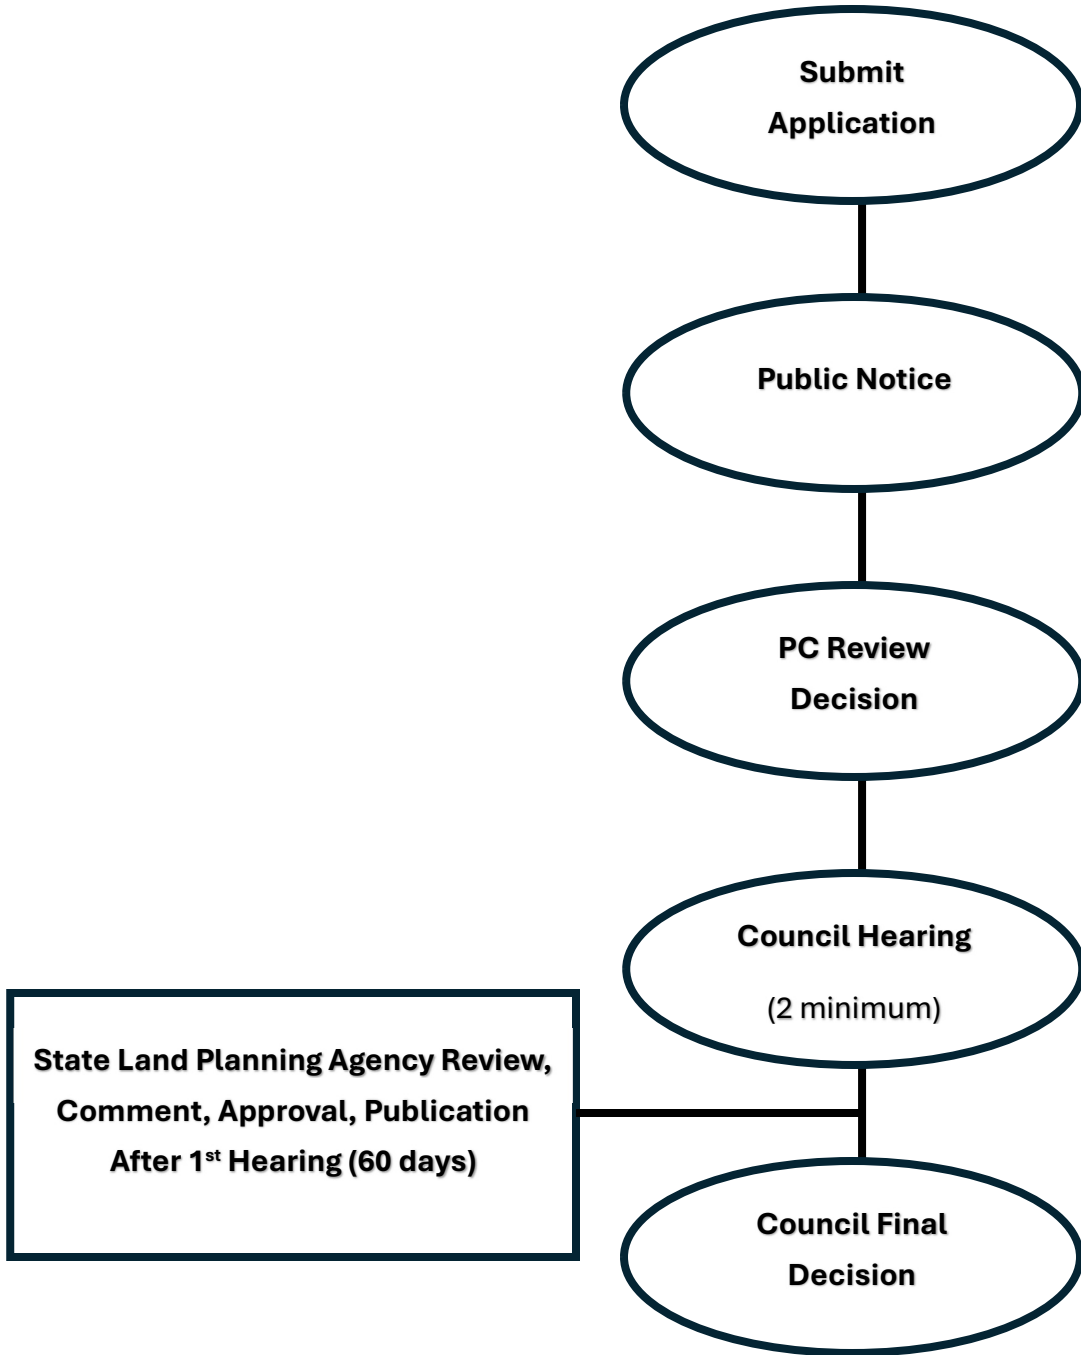 Submit
Application
Public Notice
PC Review
Decision
Council Hearing
(2 minimum)
State Land Planning Agency Review,
Comment, Approval, Publication
After 1st Hearing (60 days)
Council Final
Decision